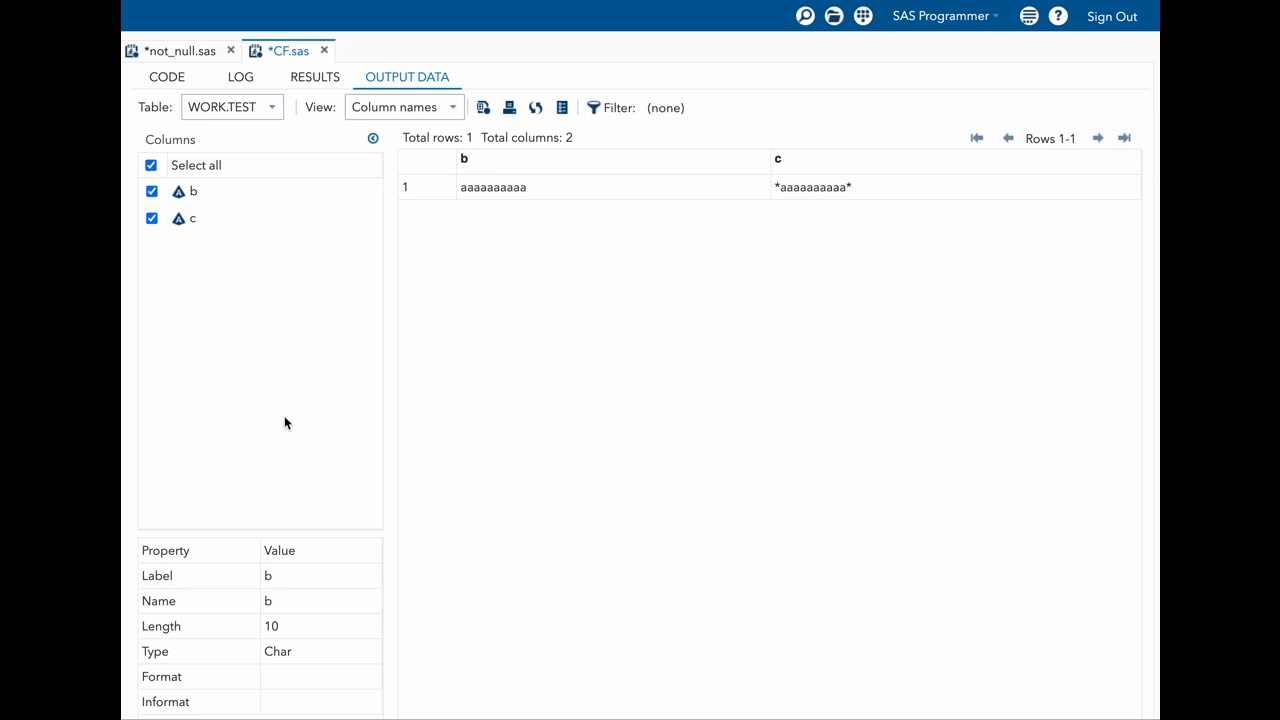 SAS Programmer
Sign Out
*not_null.sas
*CF.sas
CODE LOG RESULTS OUTPUT DATA
Table: WORK.TEST View: Column names Filter: (none)
Columns
Select all
b
c
Total rows: 1 Total columns: 2
Rows 1-1
b c
1 aaaaaaaaaa *aaaaaaaaaa*
Property Value
Label b
Name b
Length 10
Type Char
Format
Informat